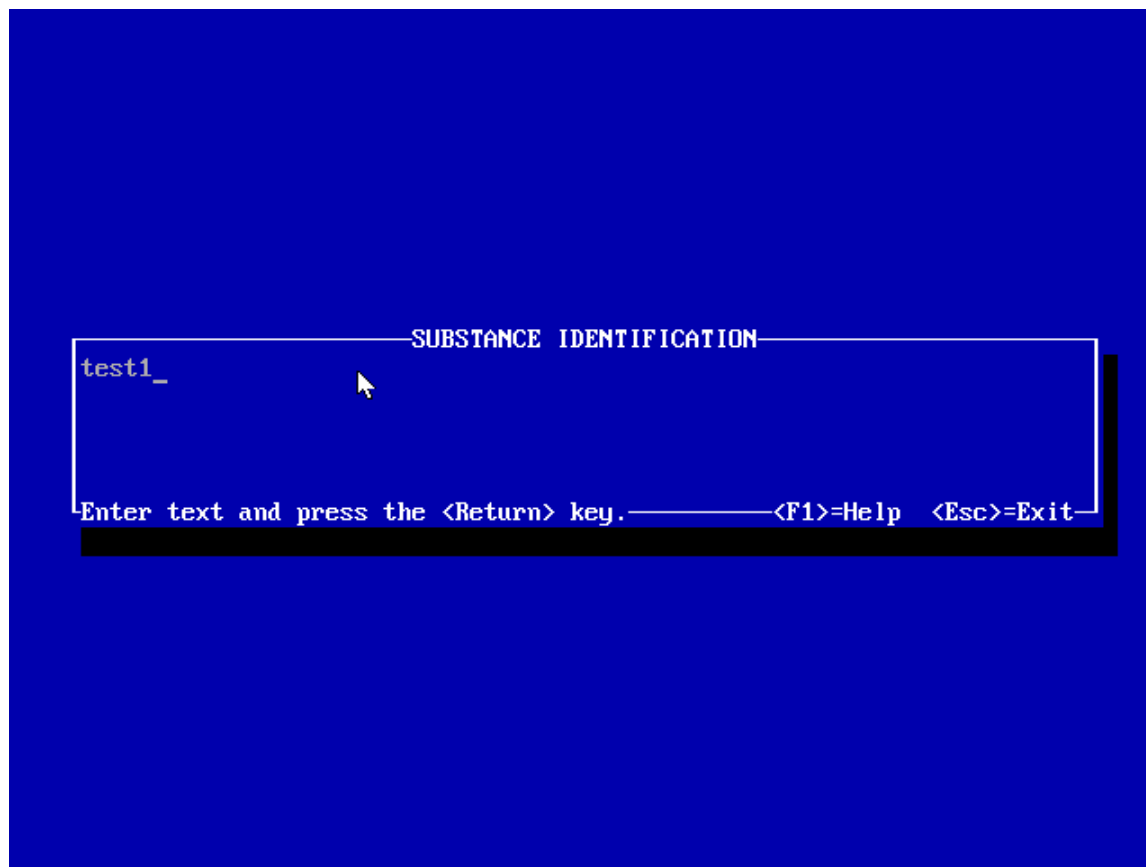 SUBSTANCE IDENTIFICATION
test1_
Enter text and press the <Return> key. <F1>=Help <Esc>=Exit